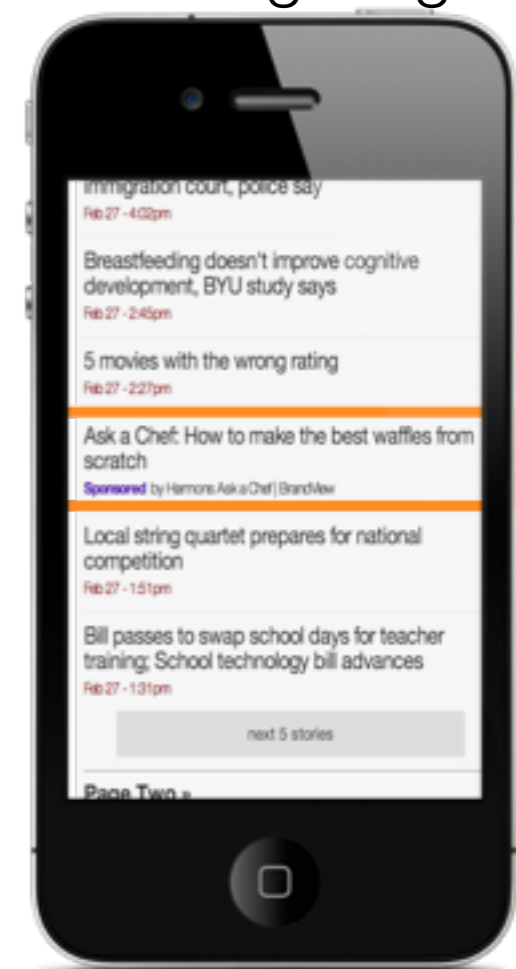 immigration court, police say
Feb 27 - 4:02pm
Breastfeeding doesn't improve cognitive
development, BYU study says
Feb 27 - 2:45pm
5 movies with the wrong rating
Feb 27 - 2:27pm
Ask a Chef: How to make the best waffles from
scratch
Sponsored by Harmons Ask a Chef | BrandView
Local string quartet prepares for national
competition
Feb 27 - 1:51pm
Bill passes to swap school days for teacher
training; School technology bill advances
Feb 27 - 1:31pm
next 5 stories
Page Two »